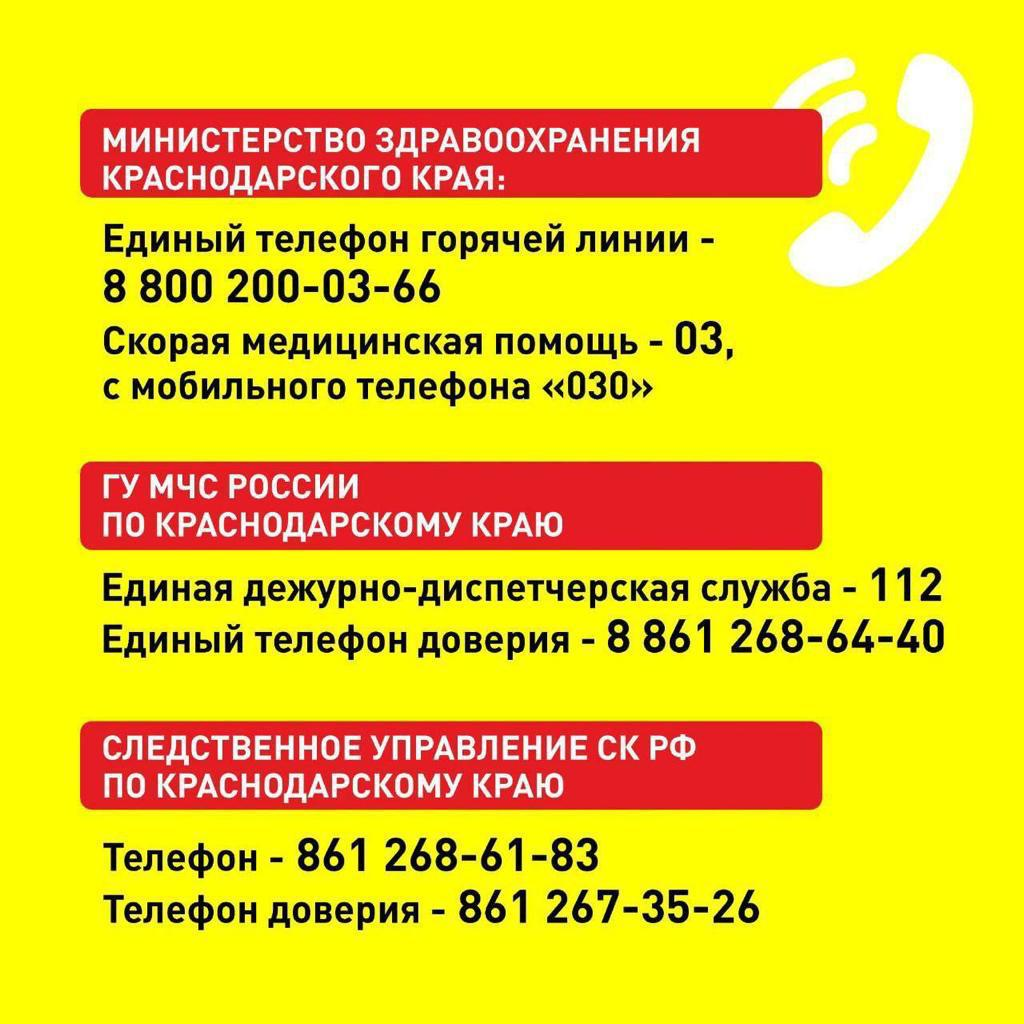 МИНИСТЕРСТВО ЗДРАВООХРАНЕНИЯ
КРАСНОДАРСКОГО КРАЯ:
Единый телефон горячей линии -
8 800 200-03-66
Скорая медицинская помощь - 03,
с мобильного телефона «030»
ГУ МЧС РОССИИ
ПО КРАСНОДАРСКОМУ КРАЮ
Единая дежурно-диспетчерская служба - 112
Единый телефон доверия - 8 861 268-64-40
СЛЕДСТВЕННОЕ УПРАВЛЕНИЕ СК РФ
ПО КРАСНОДАРСКОМУ КРАЮ
Телефон - 861 268-61-83
Телефон доверия - 861 267-35-26